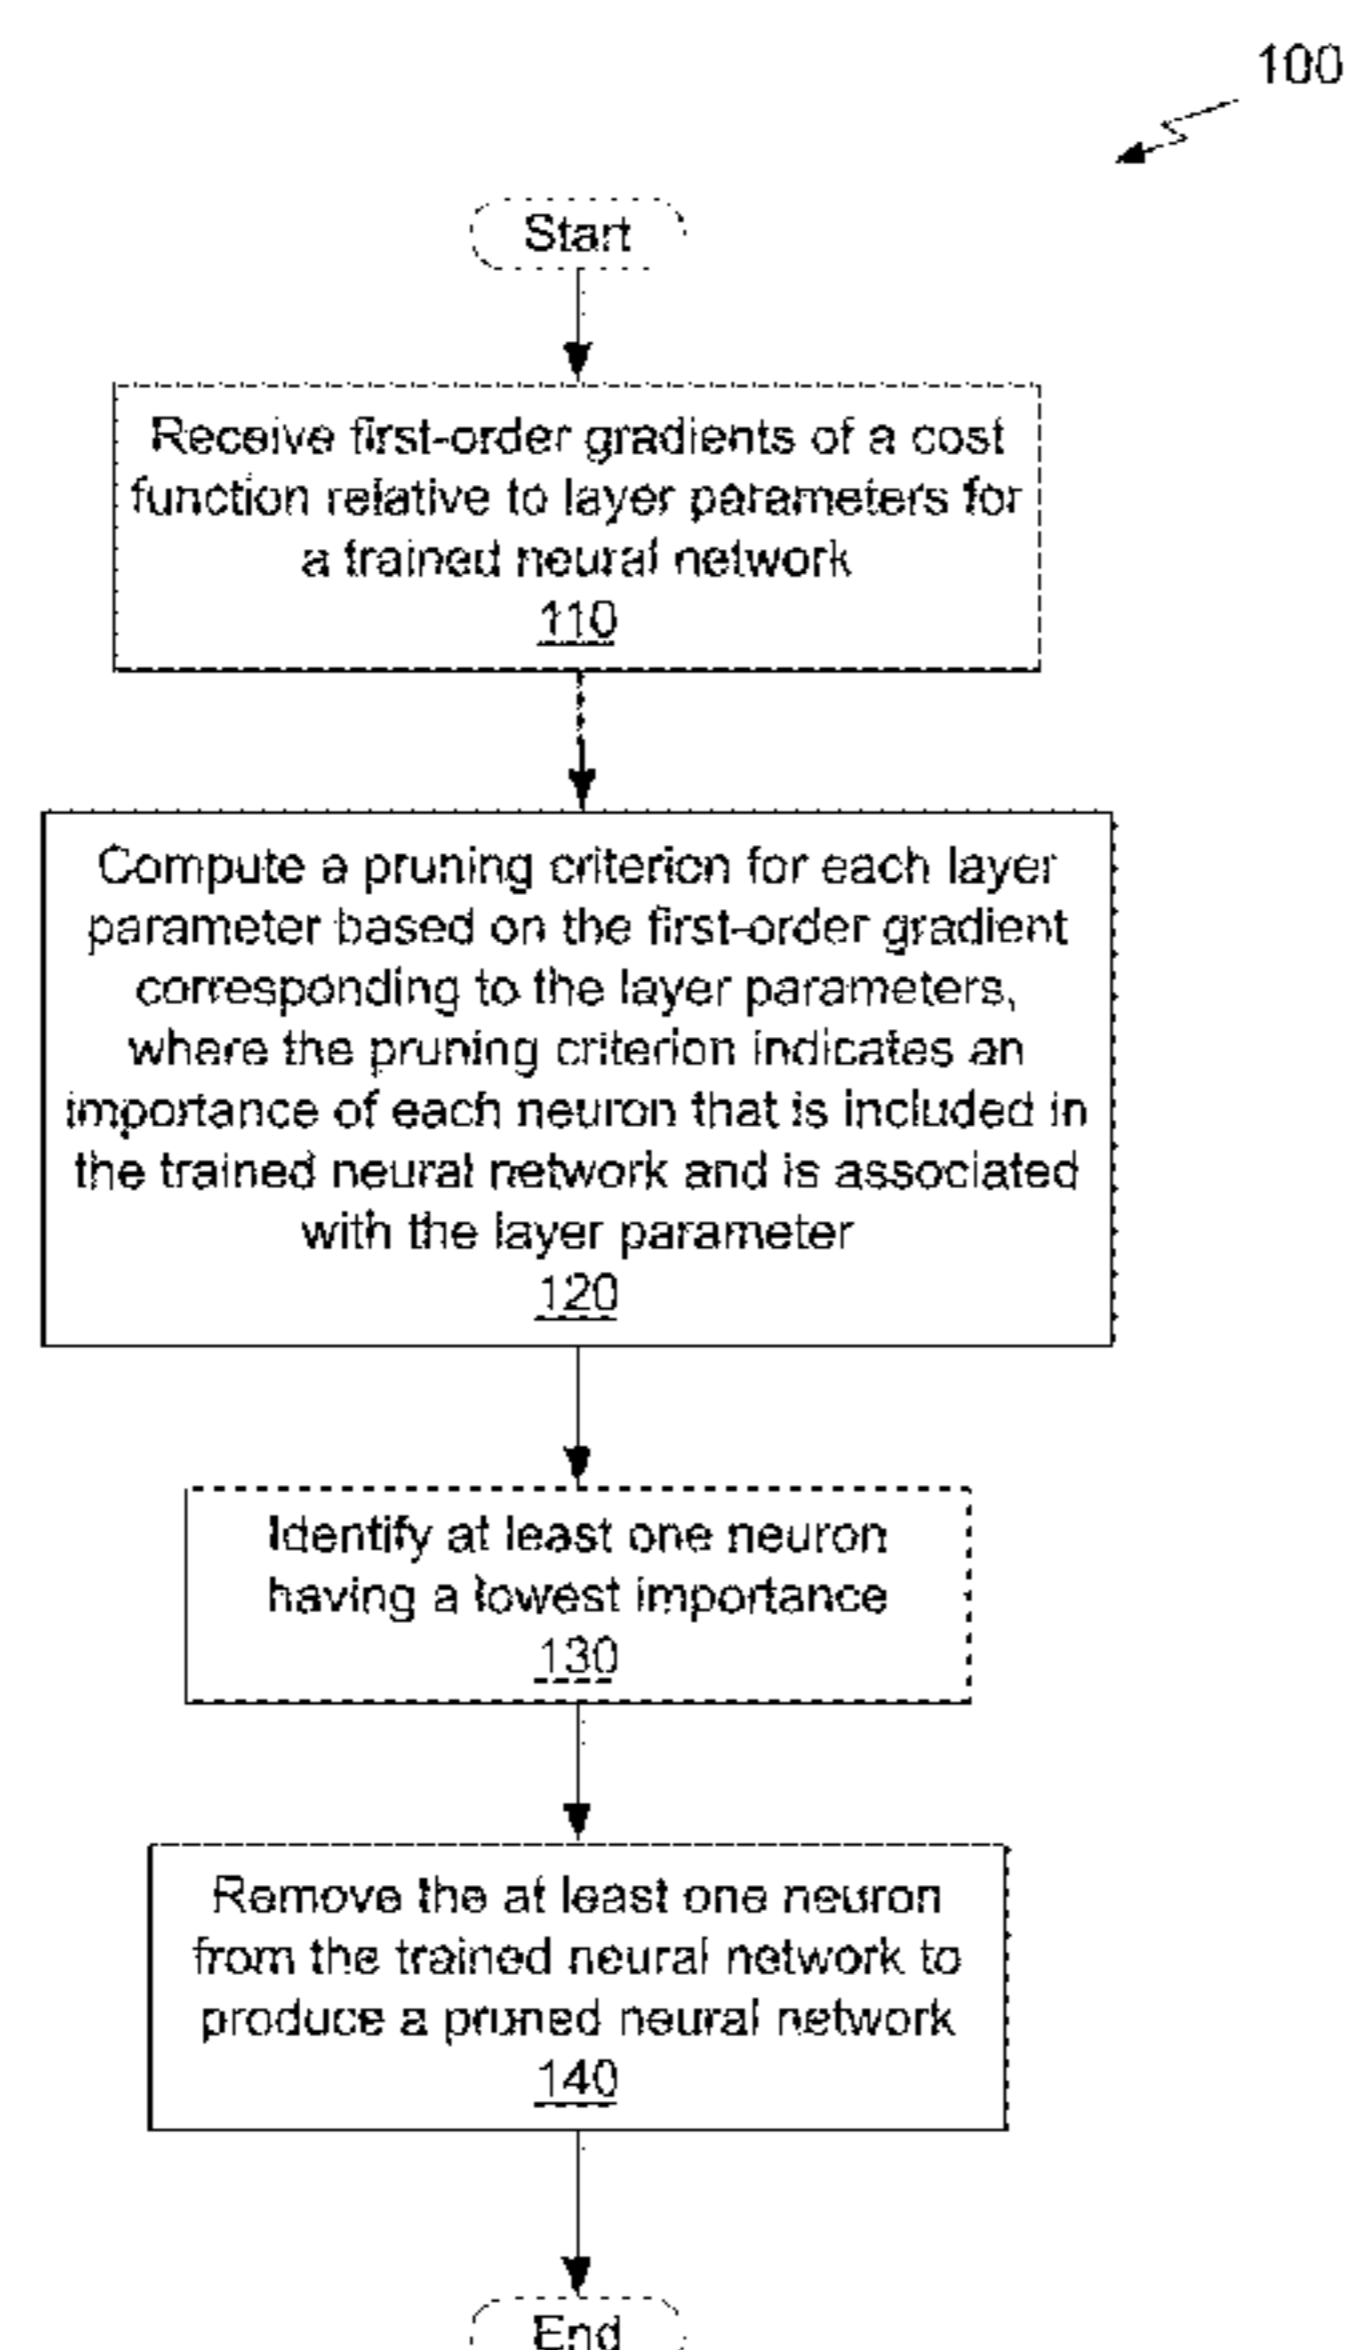 100
Start
Receive first-order gradients of a cost
function relative to layer parameters for
a trained neural network
110
Compute a pruning criterion for each layer
parameter based on the first-order gradient
corresponding to the layer parameters,
where the pruning criterion indicates an
importance of each neuron that is included in
the trained neural network and is associated
with the layer parameter
120
Identify at least one neuron
having a lowest importance
130
Remove the at least one neuron
from the trained neural network to
produce a pruned neural network
140
End